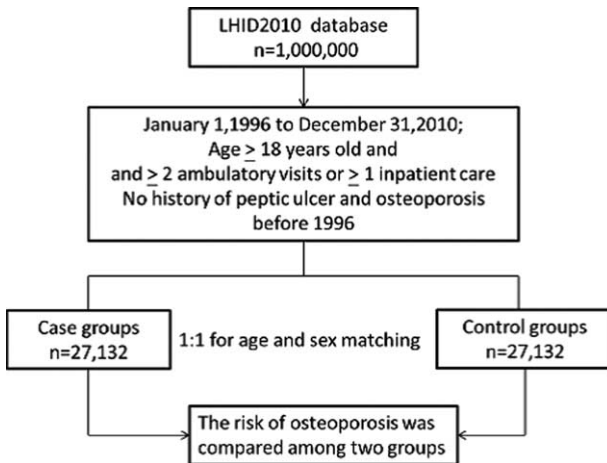 LHID2010 database
n=1,000,000
January 1,1996 to December 31,2010;
Age ≥ 18 years old and
and ≥ 2 ambulatory visits or ≥ 1 inpatient care
No history of peptic ulcer and osteoporosis
before 1996
Case groups
n=27,132
1:1 for age and sex matching
Control groups
n=27,132
The risk of osteoporosis was
compared among two groups